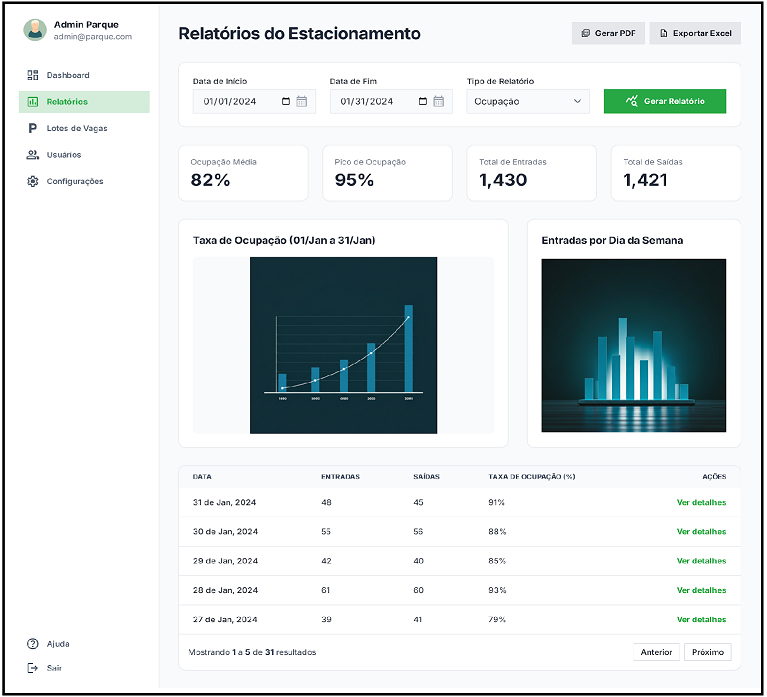 Admin Parque
admin@parque.com
Dashboard
Relatórios
Lotes de Vagas
Usuários
Configurações
Ajuda
Sair
Relatórios do Estacionamento
Gerar PDF
Exportar Excel
Data de Início
Data de Fim
Tipo de Relatório
01/01/2024
01/31/2024
Ocupação
Gerar Relatório
Ocupação Média
82%
Pico de Ocupação
95%
Total de Entradas
1,430
Total de Saídas
1,421
Taxa de Ocupação (01/Jan a 31/Jan)
Entradas por Dia da Semana
DATA ENTRADAS SAÍDAS TAXA DE OCUPAÇÃO (%) AÇÕES
31 de Jan, 2024 48 45 91% Ver detalhes
30 de Jan, 2024 55 56 88% Ver detalhes
29 de Jan, 2024 42 40 85% Ver detalhes
28 de Jan, 2024 61 60 93% Ver detalhes
27 de Jan, 2024 39 41 79% Ver detalhes
Mostrando 1 a 5 de 31 resultados
Anterior
Próximo